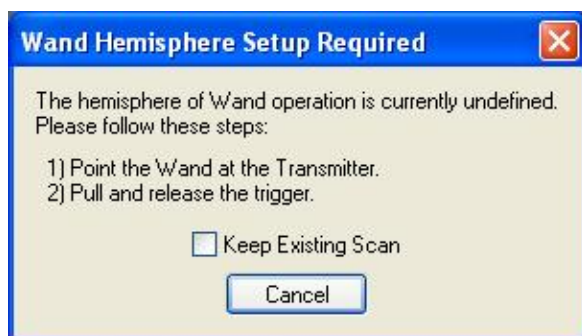 Wand Hemisphere Setup Required
The hemisphere of Wand operation is currently undefined.
Please follow these steps:
1) Point the Wand at the Transmitter.
2) Pull and release the trigger.
Keep Existing Scan
Cancel